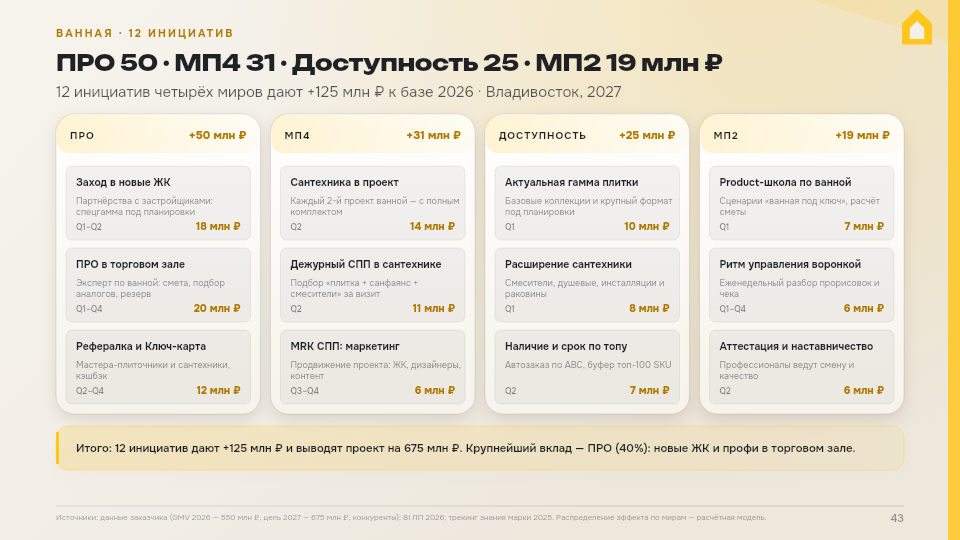 ВАННАЯ · 12 ИНИЦИАТИВ
ПРО 50 · МП4 31 · Доступность 25 · МП2 19 млн ₽
12 инициатив четырёх миров дают +125 млн ₽ к базе 2026 · Владивосток, 2027
ПРО +50 млн ₽
Заход в новые ЖК
Партнёрства с застройщиками:
спецгамма под планировки
Q1–Q2 18 млн ₽
ПРО в торговом зале
Эксперт по ванной: смета, подбор
аналогов, резерв
Q1–Q4 20 млн ₽
Рефералка и Ключ-карта
Мастера-плиточники и сантехники,
кэшбэк
Q2–Q4 12 млн ₽
МП4 +31 млн ₽
Сантехника в проект
Каждый 2-й проект ванной — с полным
комплектом
Q2 14 млн ₽
Дежурный СПП в сантехнике
Подбор «плитка + санфаянс +
смесители» за визит
Q2 11 млн ₽
MRK СПП: маркетинг
Продвижение проекта: ЖК, дизайнеры,
контент
Q3–Q4 6 млн ₽
ДОСТУПНОСТЬ +25 млн ₽
Актуальная гамма плитки
Базовые коллекции и крупный формат
под планировки
Q1 10 млн ₽
Расширение сантехники
Смесители, душевые, инсталляции и
раковины
Q1 8 млн ₽
Наличие и срок по топу
Автозаказ по ABC, буфер топ-100 SKU
Q2 7 млн ₽
МП2 +19 млн ₽
Product-школа по ванной
Сценарии «ванная под ключ», расчёт
сметы
Q1 7 млн ₽
Ритм управления воронкой
Еженедельный разбор прорисовок и
чека
Q1–Q4 6 млн ₽
Аттестация и наставничество
Профессионалы ведут смену и
качество
Q2 6 млн ₽
Итого: 12 инициатив дают +125 млн ₽ и выводят проект на 675 млн ₽. Крупнейший вклад — ПРО (40%): новые ЖК и профи в торговом зале.
Источники: данные заказчика (GMV 2026 — 550 млн ₽, цель 2027 — 675 млн ₽, конкуренты); BI ЛП 2026; трекинг знания марки 2025. Распределение эффекта по мирам — расчётная модель.
43